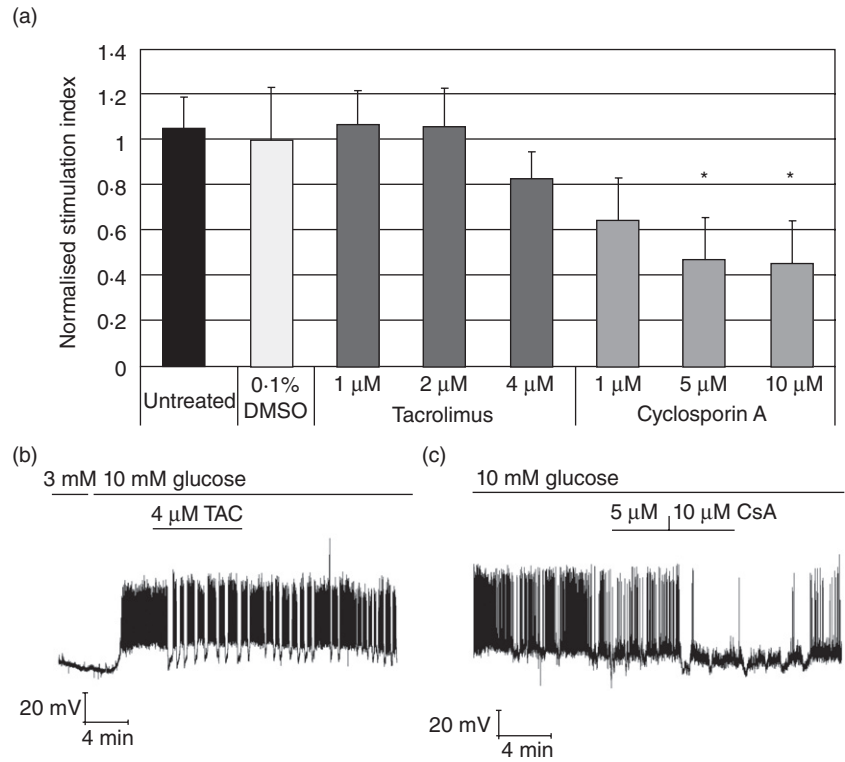 (a)
Normalised stimulation index
1·4
1·2
1
0·8
0·6
0·4
0·2
0
* *
Untreated
0·1%
DMSO
1 μM 2 μM 4 μM
Tacrolimus
1 μM 5 μM 10 μM
Cyclosporin A
(b)
3 mM 10 mM glucose
4 μM TAC
20 mV
4 min
(c)
10 mM glucose
5 μM 10 μM CsA
20 mV
4 min